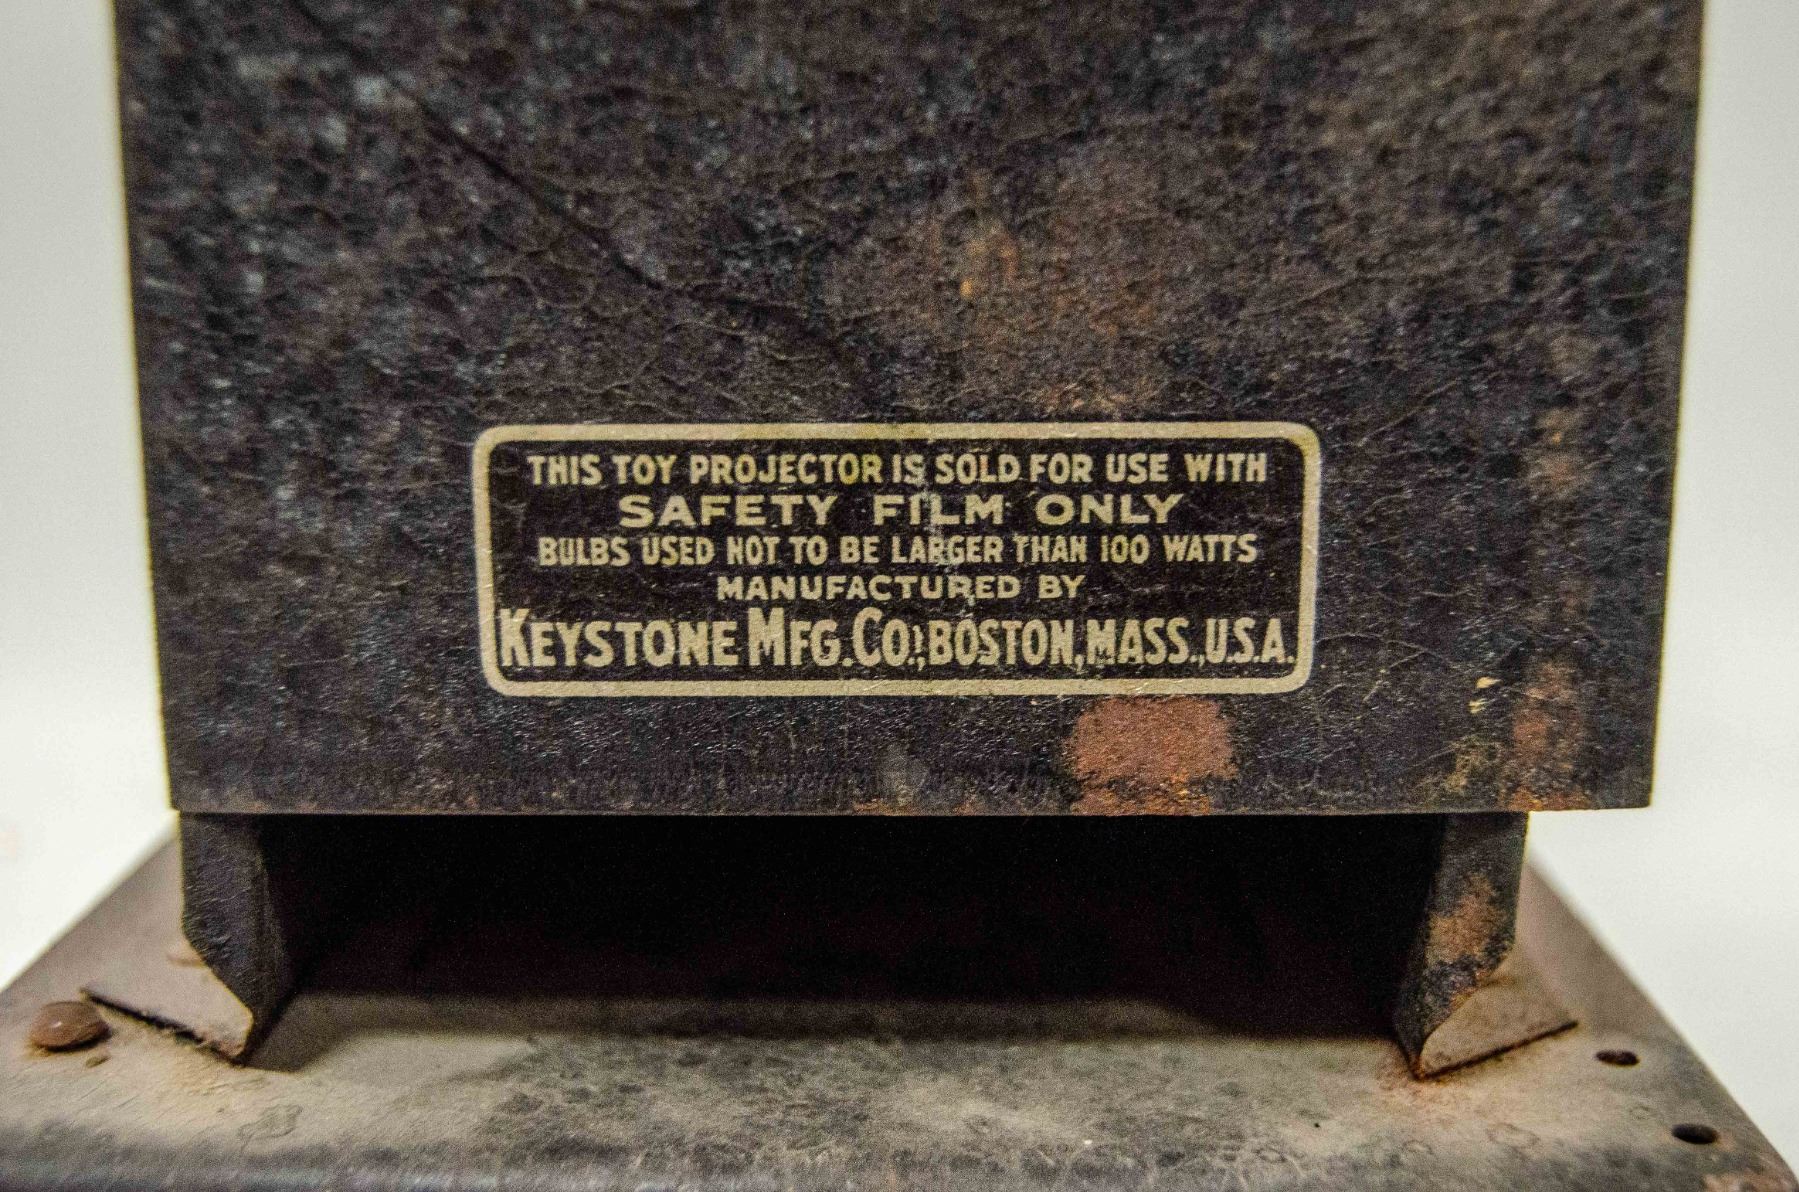 THIS TOY PROJECTOR IS SOLD FOR USE WITH
SAFETY FILM ONLY
BULBS USED NOT TO BE LARGER THAN 100 WATTS
MANUFACTURED BY
KEYSTONE MFG. CO., BOSTON, MASS., U.S.A.